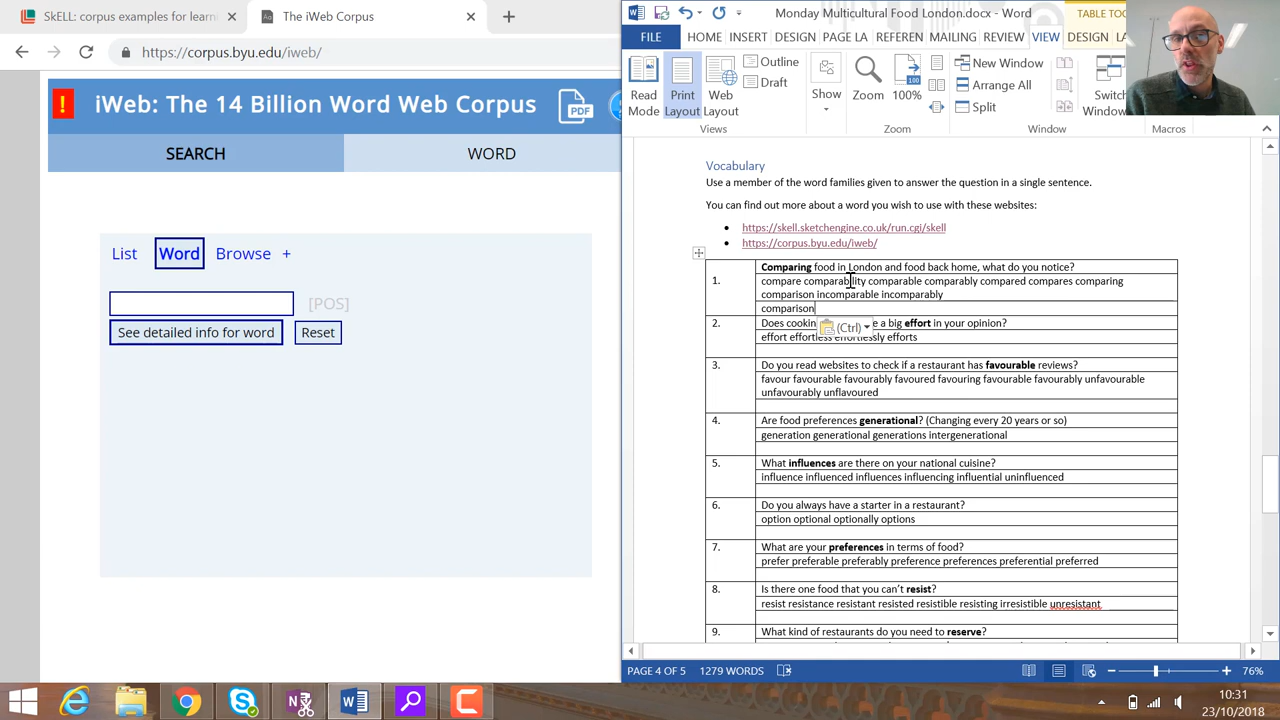 SkELL: corpus examples for lear
The iWeb Corpus
https://corpus.byu.edu/iweb/
iWeb: The 14 Billion Word Web Corpus
PDF
SEARCH
WORD
List
Word
Browse
+
[POS]
See detailed info for word
Reset
Monday Multicultural Food London.docx - Word
TABLE TO
FILE
HOME
INSERT
DESIGN
PAGE LA
REFEREN
MAILING
REVIEW
VIEW
DESIGN
LA
Read Mode
Print Layout
Web Layout
Outline
Draft
Views
Show
Zoom
100%
Zoom
New Window
Arrange All
Split
Switch Window
Window
Macros
Vocabulary
Use a member of the word families given to answer the question in a single sentence.
You can find out more about a word you wish to use with these websites:
• https://skell.sketchengine.co.uk/run.cgi/skell
• https://corpus.byu.edu/iweb/
Comparing food in London and food back home, what do you notice?
1. compare comparability comparable comparably compared compares comparing
comparison incomparable incomparably
comparison
2. Does cookin e a big effort in your opinion?
(Ctrl)
effort effortless effortlessly efforts
3. Do you read websites to check if a restaurant has favourable reviews?
favour favourable favourably favoured favouring favourable favourably unfavourable
unfavourably unflavoured
4. Are food preferences generational? (Changing every 20 years or so)
generation generational generations intergenerational
5. What influences are there on your national cuisine?
influence influenced influences influencing influential uninfluenced
6. Do you always have a starter in a restaurant?
option optional optionally options
7. What are your preferences in terms of food?
prefer preferable preferably preference preferences preferential preferred
8. Is there one food that you can't resist?
resist resistance resistant resisted resistible resisting irresistible unresistant
9. What kind of restaurants do you need to reserve?
PAGE 4 OF 5
1279 WORDS
76%
10:31
23/10/2018